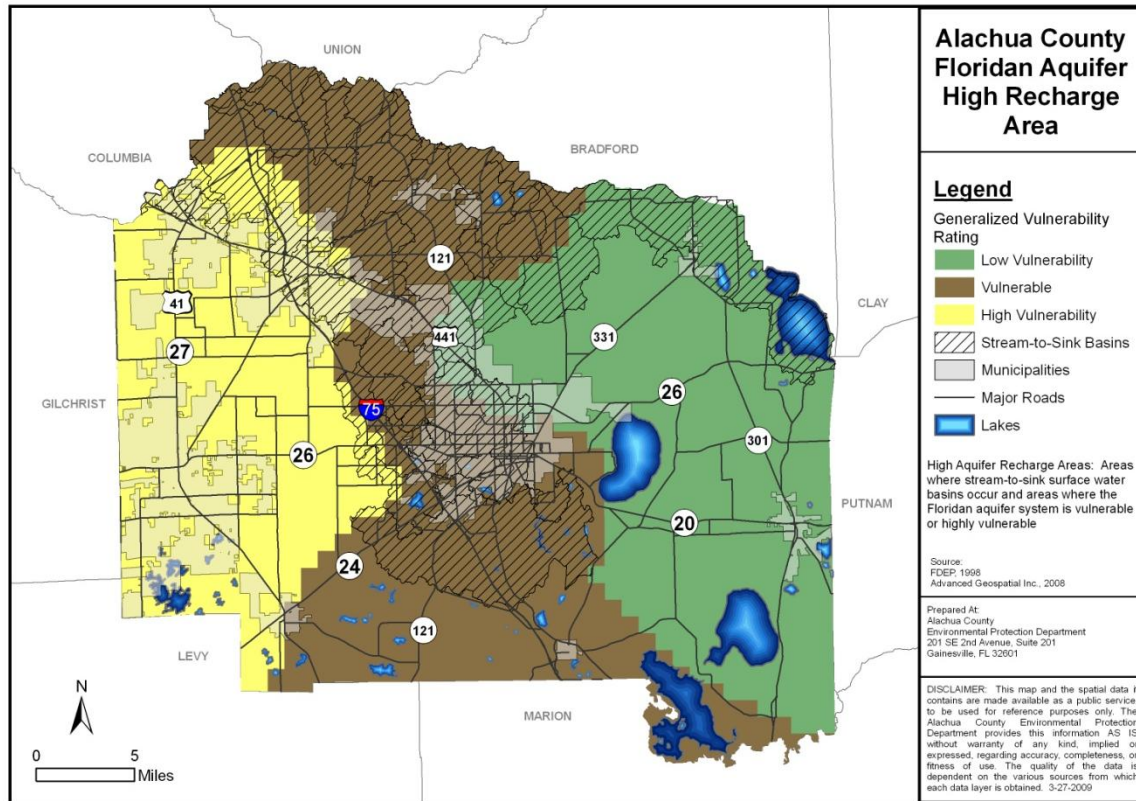 Alachua County
Floridan Aquifer
High Recharge
Area
Legend
Generalized Vulnerability
Rating
Low Vulnerability
Vulnerable
High Vulnerability
Stream-to-Sink Basins
Municipalities
Major Roads
Lakes
High Aquifer Recharge Areas: Areas
where stream-to-sink surface water
basins occur and areas where the
Floridan aquifer system is vulnerable
or highly vulnerable
Source:
FDEP, 1998
Advanced Geospatial Inc., 2008
Prepared At:
Alachua County
Environmental Protection Department
201 SE 2nd Avenue, Suite 201
Gainesville, FL 32601
DISCLAIMER: This map and the spatial data it
contains are made available as a public service,
to be used for reference purposes only. The
Alachua County Environmental Protection
Department provides this information AS IS
without warranty of any kind, implied or
expressed, regarding accuracy, completeness, or
fitness of use. The quality of the data is
dependent on the various sources from which
each data layer is obtained. 3-27-2009
UNION
COLUMBIA
BRADFORD
CLAY
GILCHRIST
PUTNAM
LEVY
MARION
121
41
441
27
331
26
75
301
26
20
24
121
N
0 5
Miles